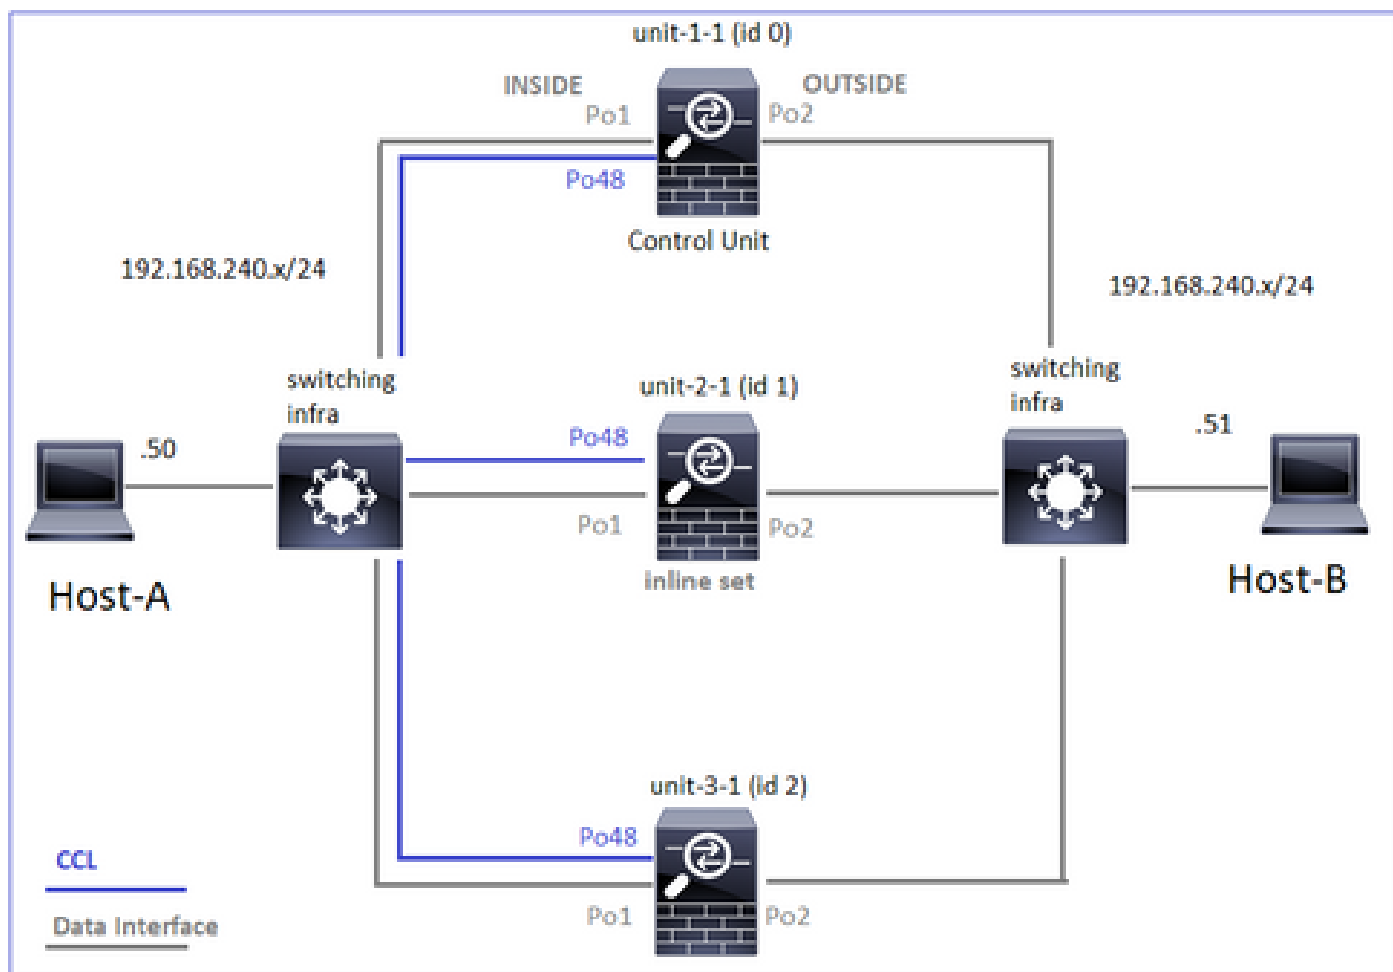 unit-1-1 (id 0)
INSIDE
OUTSIDE
Po1
Po2
Po48
Control Unit
192.168.240.x/24
192.168.240.x/24
switching
infra
switching
infra
unit-2-1 (id 1)
.50
Po48
.51
Po1
Po2
inline set
Host-A
Host-B
unit-3-1 (id 2)
Po48
CCL
Po1
Po2
Data Interface